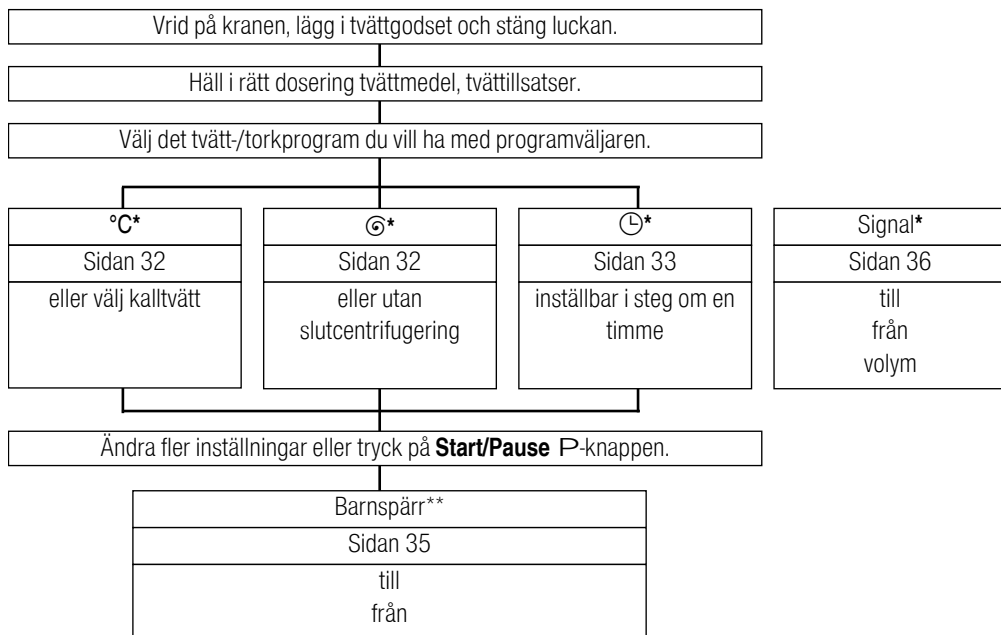 Vrid på kranen, lägg i tvättgodset och stäng luckan.
Häll i rätt dosering tvättmedel, tvättillsatser.
Välj det tvätt-/torkprogram du vill ha med programväljaren.
°C*
Sidan 32
eller välj kalltvätt
*
Sidan 32
eller utan
slutcentrifugering
*
Sidan 33
inställbar i steg om en
timme
Signal*
Sidan 36
till
från
volym
Ändra fler inställningar eller tryck på Start/Pause P-knappen.
Barnspärr**
Sidan 35
till
från